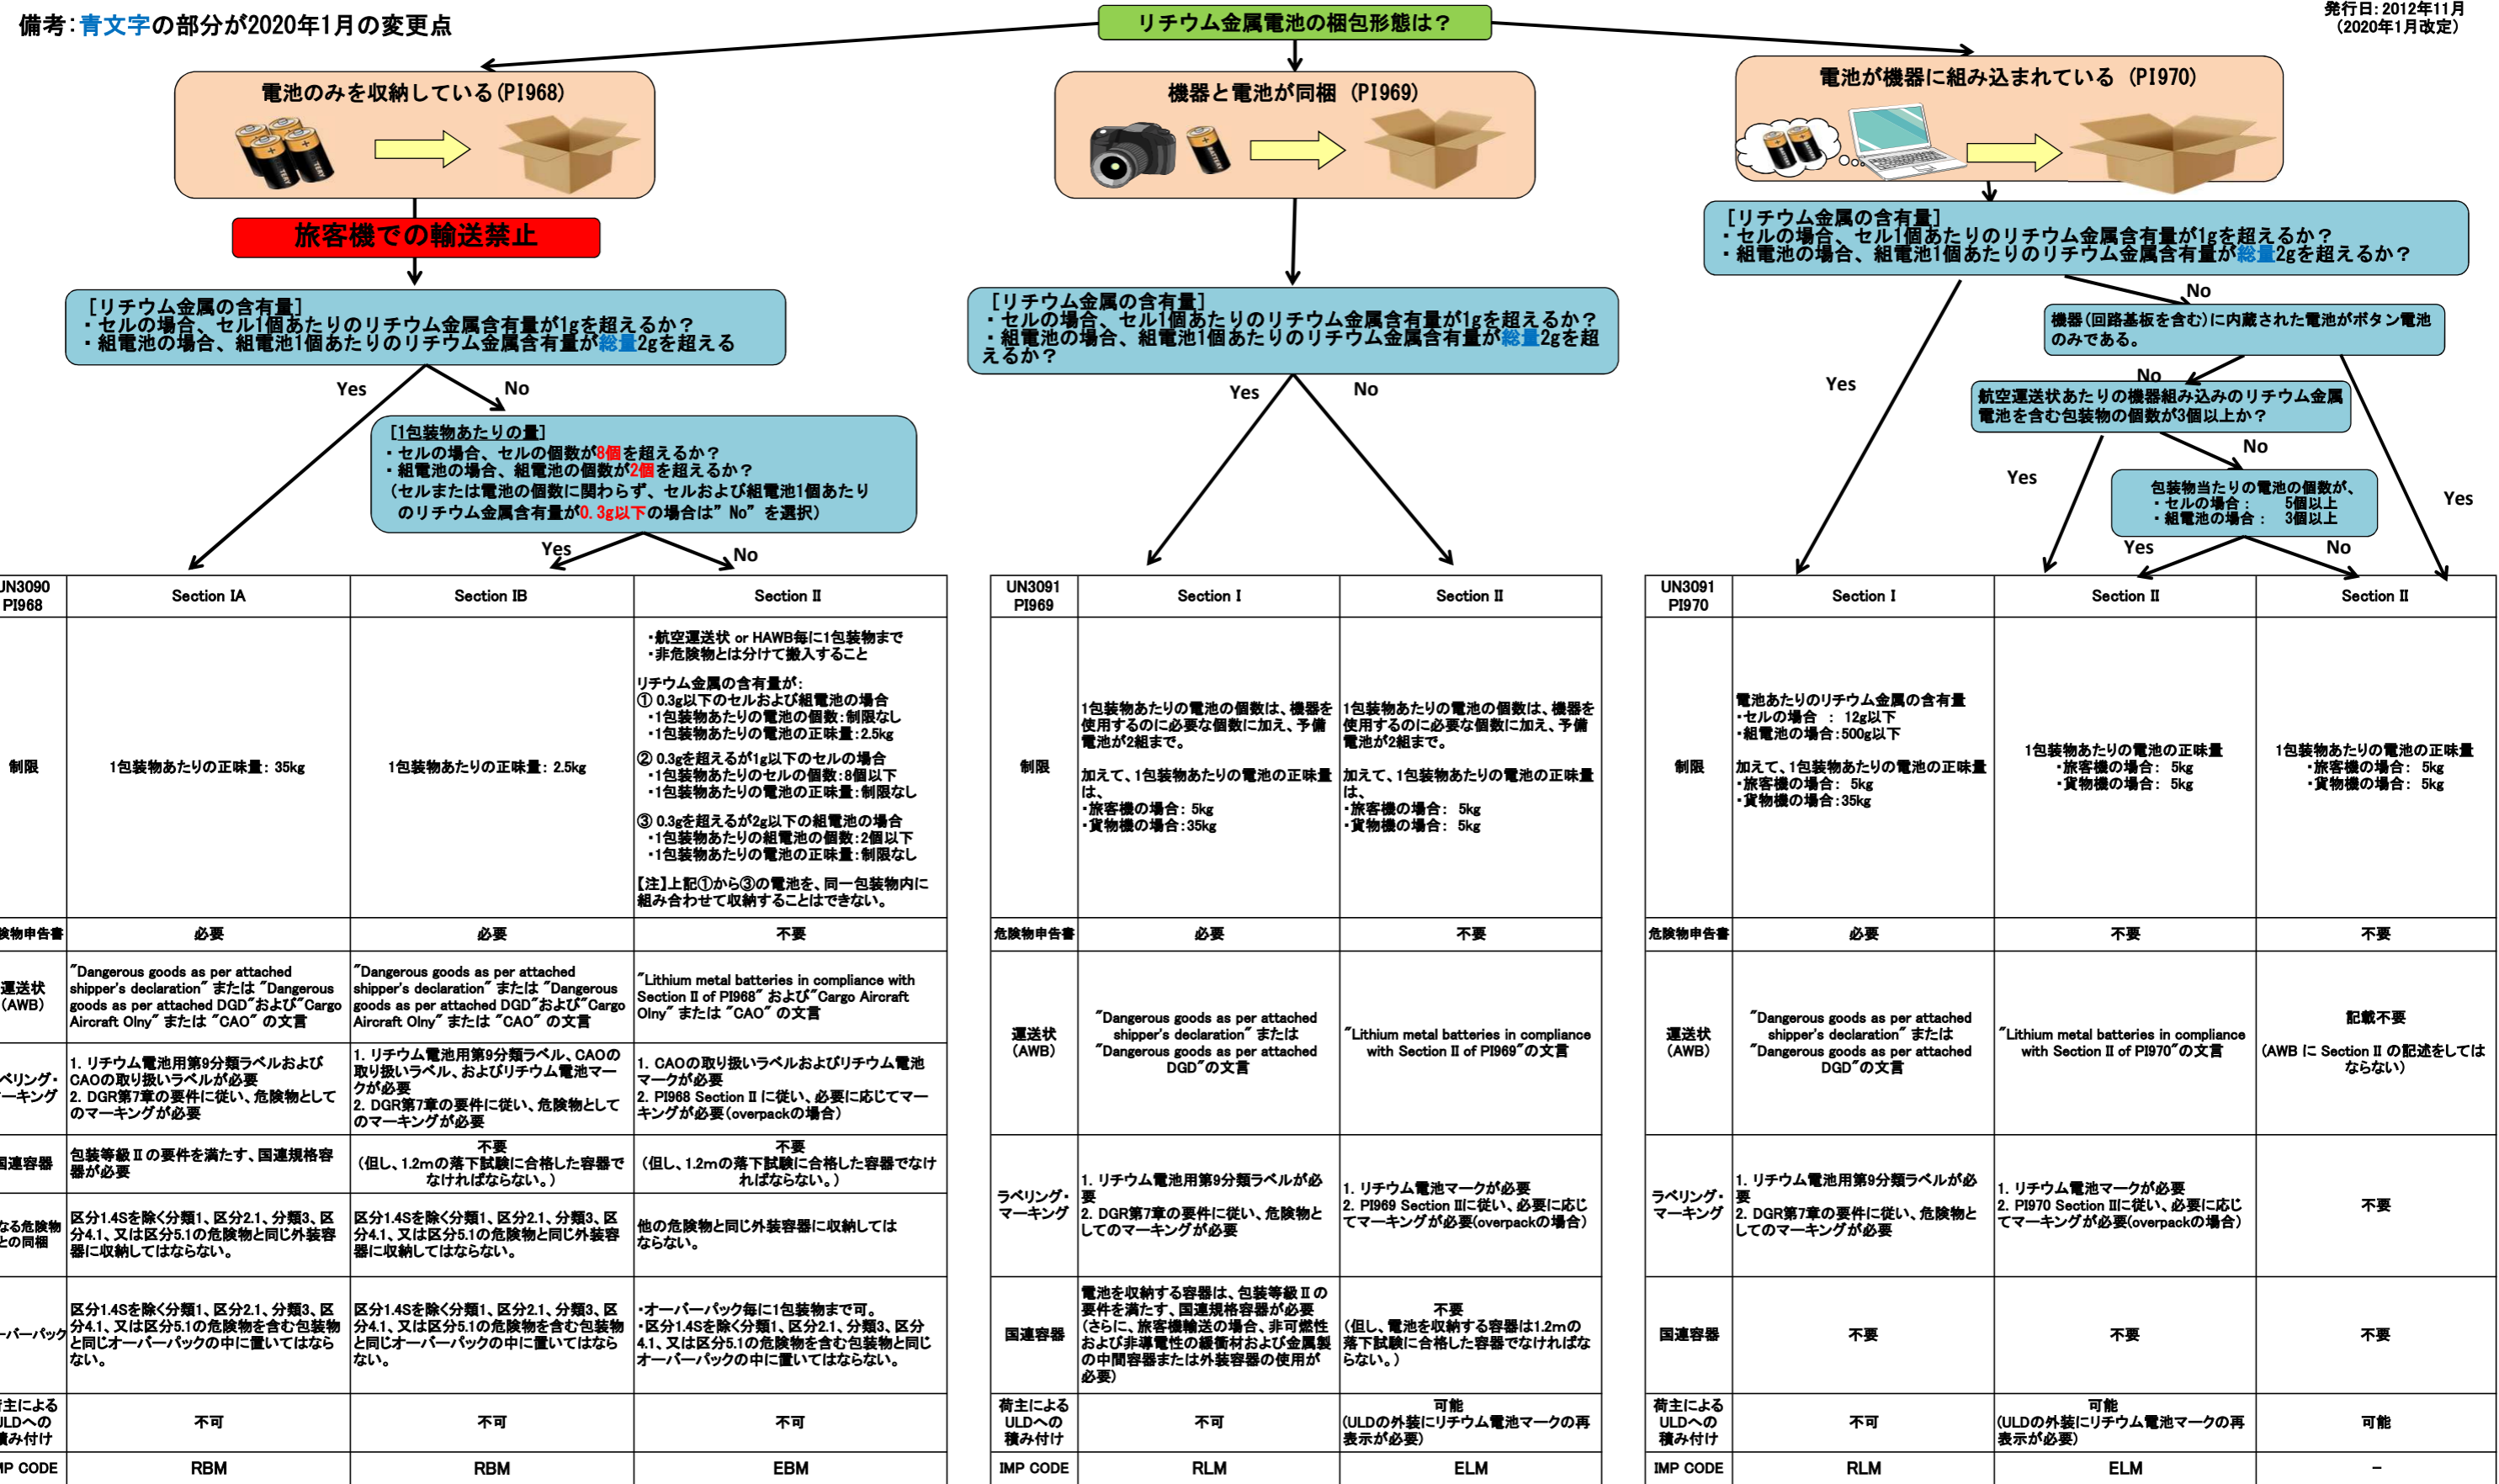 備考:青文字の部分が2020年1月の変更点
リチウム金属電池の梱包形態は？
発行日：2012年11月
(2020年1月改定)
電池のみを収納している(PI968)
旅客機での輸送禁止
[リチウム金属の含有量]
・セルの場合、セル1個あたりのリチウム金属含有量が1gを超えるか？
・組電池の場合、組電池1個あたりのリチウム金属含有量が総量2gを超える
Yes
No
[1包装物あたりの量]
・セルの場合、セルの個数が8個を超えるか？
・組電池の場合、組電池の個数が2個を超えるか？
(セルまたは電池の個数に関わらず、セルおよび組電池1個あたり
のリチウム金属含有量が0.3g以下の場合は”No”を選択)
Yes
No
機器と電池が同梱 (PI969)
BATTERY
[リチウム金属の含有量]
・セルの場合、セル1個あたりのリチウム金属含有量が1gを超えるか？
・組電池の場合、組電池1個あたりのリチウム金属含有量が総量2gを超
えるか？
Yes
No
電池が機器に組み込まれている (PI970)
[リチウム金属の含有量]
・セルの場合、セル1個あたりのリチウム金属含有量が1gを超えるか？
・組電池の場合、組電池1個あたりのリチウム金属含有量が総量2gを超えるか？
No
機器(回路基板を含む)に内蔵された電池がボタン電池
のみである。
Yes
No
航空運送状あたりの機器組み込みのリチウム金属
電池を含む包装物の個数が3個以上か？
No
Yes
包装物当たりの電池の個数が、
・セルの場合： 5個以上
・組電池の場合： 3個以上
Yes
Yes
No
UN3090
PI968
Section IA
Section IB
Section II
制限
1包装物あたりの正味量： 35kg
1包装物あたりの正味量： 2.5kg
・航空運送状 or HAWB毎に1包装物まで
・非危険物とは分けて搬入すること
リチウム金属の含有量が：
① 0.3g以下のセルおよび組電池の場合
・1包装物あたりの電池の個数：制限なし
・1包装物あたりの電池の正味量：2.5kg
② 0.3gを超えるが1g以下のセルの場合
・1包装物あたりのセルの個数：8個以下
・1包装物あたりの電池の正味量：制限なし
③ 0.3gを超えるが2g以下の組電池の場合
・1包装物あたりの組電池の個数：2個以下
・1包装物あたりの電池の正味量：制限なし
【注】上記①から③の電池を、同一包装物内に
組み合わせて収納することはできない。
険物申告書
必要
必要
不要
運送状
(AWB)
"Dangerous goods as per attached
shipper's declaration" または "Dangerous
goods as per attached DGD"および"Cargo
Aircraft Olny" または "CAO" の文言
"Dangerous goods as per attached
shipper's declaration" または "Dangerous
goods as per attached DGD"および"Cargo
Aircraft Olny" または "CAO" の文言
"Lithium metal batteries in compliance with
Section II of PI968" および"Cargo Aircraft
Olny" または "CAO" の文言
ベリング・
ーキング
1. リチウム電池用第9分類ラベルおよび
CAOの取り扱いラベルが必要
2. DGR第7章の要件に従い、危険物として
のマーキングが必要
1. リチウム電池用第9分類ラベル、CAOの
取り扱いラベル、およびリチウム電池マー
クが必要
2. DGR第7章の要件に従い、危険物として
のマーキングが必要
1. CAOの取り扱いラベルおよびリチウム電池
マークが必要
2. PI968 Section II に従い、必要に応じてマー
キングが必要(overpackの場合)
国連容器
包装等級Ⅱの要件を満たす、国連規格容
器が必要
不要
(但し、1.2mの落下試験に合格した容器で
なければならない。)
不要
(但し、1.2mの落下試験に合格した容器でなけ
ればならない。)
なる危険物
との同梱
区分1.4Sを除く分類1、区分2.1、分類3、区
分4.1、又は区分5.1の危険物と同じ外装容
器に収納してはならない。
区分1.4Sを除く分類1、区分2.1、分類3、区
分4.1、又は区分5.1の危険物と同じ外装容
器に収納してはならない。
他の危険物と同じ外装容器に収納しては
ならない。
ーバーパック
区分1.4Sを除く分類1、区分2.1、分類3、区
分4.1、又は区分5.1の危険物を含む包装物
と同じオーバーパックの中に置いてはなら
ない。
区分1.4Sを除く分類1、区分2.1、分類3、区
分4.1、又は区分5.1の危険物を含む包装物
と同じオーバーパックの中に置いてはなら
ない。
・オーバーパック毎に1包装物まで可。
・区分1.4Sを除く分類1、区分2.1、分類3、区分
4.1、又は区分5.1の危険物を含む包装物と同じ
オーバーパックの中に置いてはならない。
荷主による
ULDへの
積み付け
不可
不可
不可
MP CODE
RBM
RBM
EBM
UN3091
PI969
Section I
Section II
制限
1包装物あたりの電池の個数は、機器を
使用するのに必要な個数に加え、予備
電池が2組まで。
加えて、1包装物あたりの電池の正味量
は、
・旅客機の場合： 5kg
・貨物機の場合：35kg
1包装物あたりの電池の個数は、機器を
使用するのに必要な個数に加え、予備
電池が2組まで。
加えて、1包装物あたりの電池の正味量
は、
・旅客機の場合： 5kg
・貨物機の場合： 5kg
危険物申告書
必要
不要
運送状
(AWB)
"Dangerous goods as per attached
shipper's declaration" または
"Dangerous goods as per attached
DGD"の文言
"Lithium metal batteries in compliance
with Section II of PI969"の文言
ラベリング・
マーキング
1. リチウム電池用第9分類ラベルが必
要
2. DGR第7章の要件に従い、危険物と
してのマーキングが必要
1. リチウム電池マークが必要
2. PI969 Section IIに従い、必要に応じ
てマーキングが必要(overpackの場合)
国連容器
電池を収納する容器は、包装等級Ⅱの
要件を満たす、国連規格容器が必要
(さらに、旅客機輸送の場合、非可燃性
および非導電性の緩衝材および金属製
の中間容器または外装容器の使用が
必要)
不要
(但し、電池を収納する容器は1.2mの
落下試験に合格した容器でなければな
らない。)
荷主による
ULDへの
積み付け
不可
可能
(ULDの外装にリチウム電池マークの再
表示が必要)
IMP CODE
RLM
ELM
UN3091
PI970
Section I
Section II
Section II
制限
電池あたりのリチウム金属の含有量
・セルの場合 ： 12g以下
・組電池の場合：500g以下
加えて、1包装物あたりの電池の正味量
・旅客機の場合： 5kg
・貨物機の場合：35kg
1包装物あたりの電池の正味量
・旅客機の場合： 5kg
・貨物機の場合： 5kg
1包装物あたりの電池の正味量
・旅客機の場合： 5kg
・貨物機の場合： 5kg
危険物申告書
必要
不要
不要
運送状
(AWB)
"Dangerous goods as per attached
shipper's declaration" または
"Dangerous goods as per attached
DGD"の文言
"Lithium metal batteries in compliance
with Section II of PI970"の文言
記載不要
(AWB に Section II の記述をしては
ならない)
ラベリング・
マーキング
1. リチウム電池用第9分類ラベルが必
要
2. DGR第7章の要件に従い、危険物と
してのマーキングが必要
1. リチウム電池マークが必要
2. PI970 Section IIに従い、必要に応じ
てマーキングが必要(overpackの場合)
不要
国連容器
不要
不要
不要
荷主による
ULDへの
積み付け
不可
可能
(ULDの外装にリチウム電池マークの再
表示が必要)
可能
IMP CODE
RLM
ELM
－